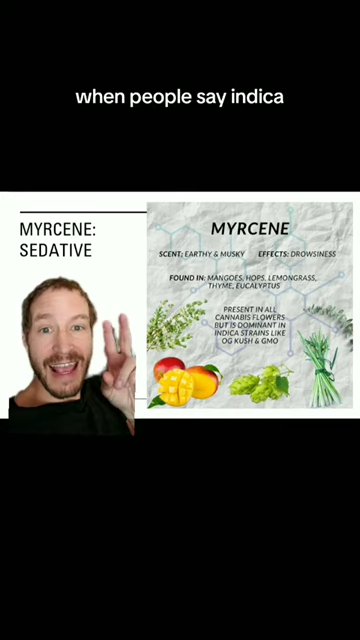 when people say indica
MYRCENE:
SEDATIVE
MYRCENE
SCENT: EARTHY & MUSKY EFFECTS: DROWSINESS
FOUND IN: MANGOES, HOPS, LEMONGRASS,
THYME, EUCALYPTUS
PRESENT IN ALL
CANNABIS FLOWERS
BUT IS DOMINANT IN
INDICA STRAINS LIKE
OG KUSH & GMO